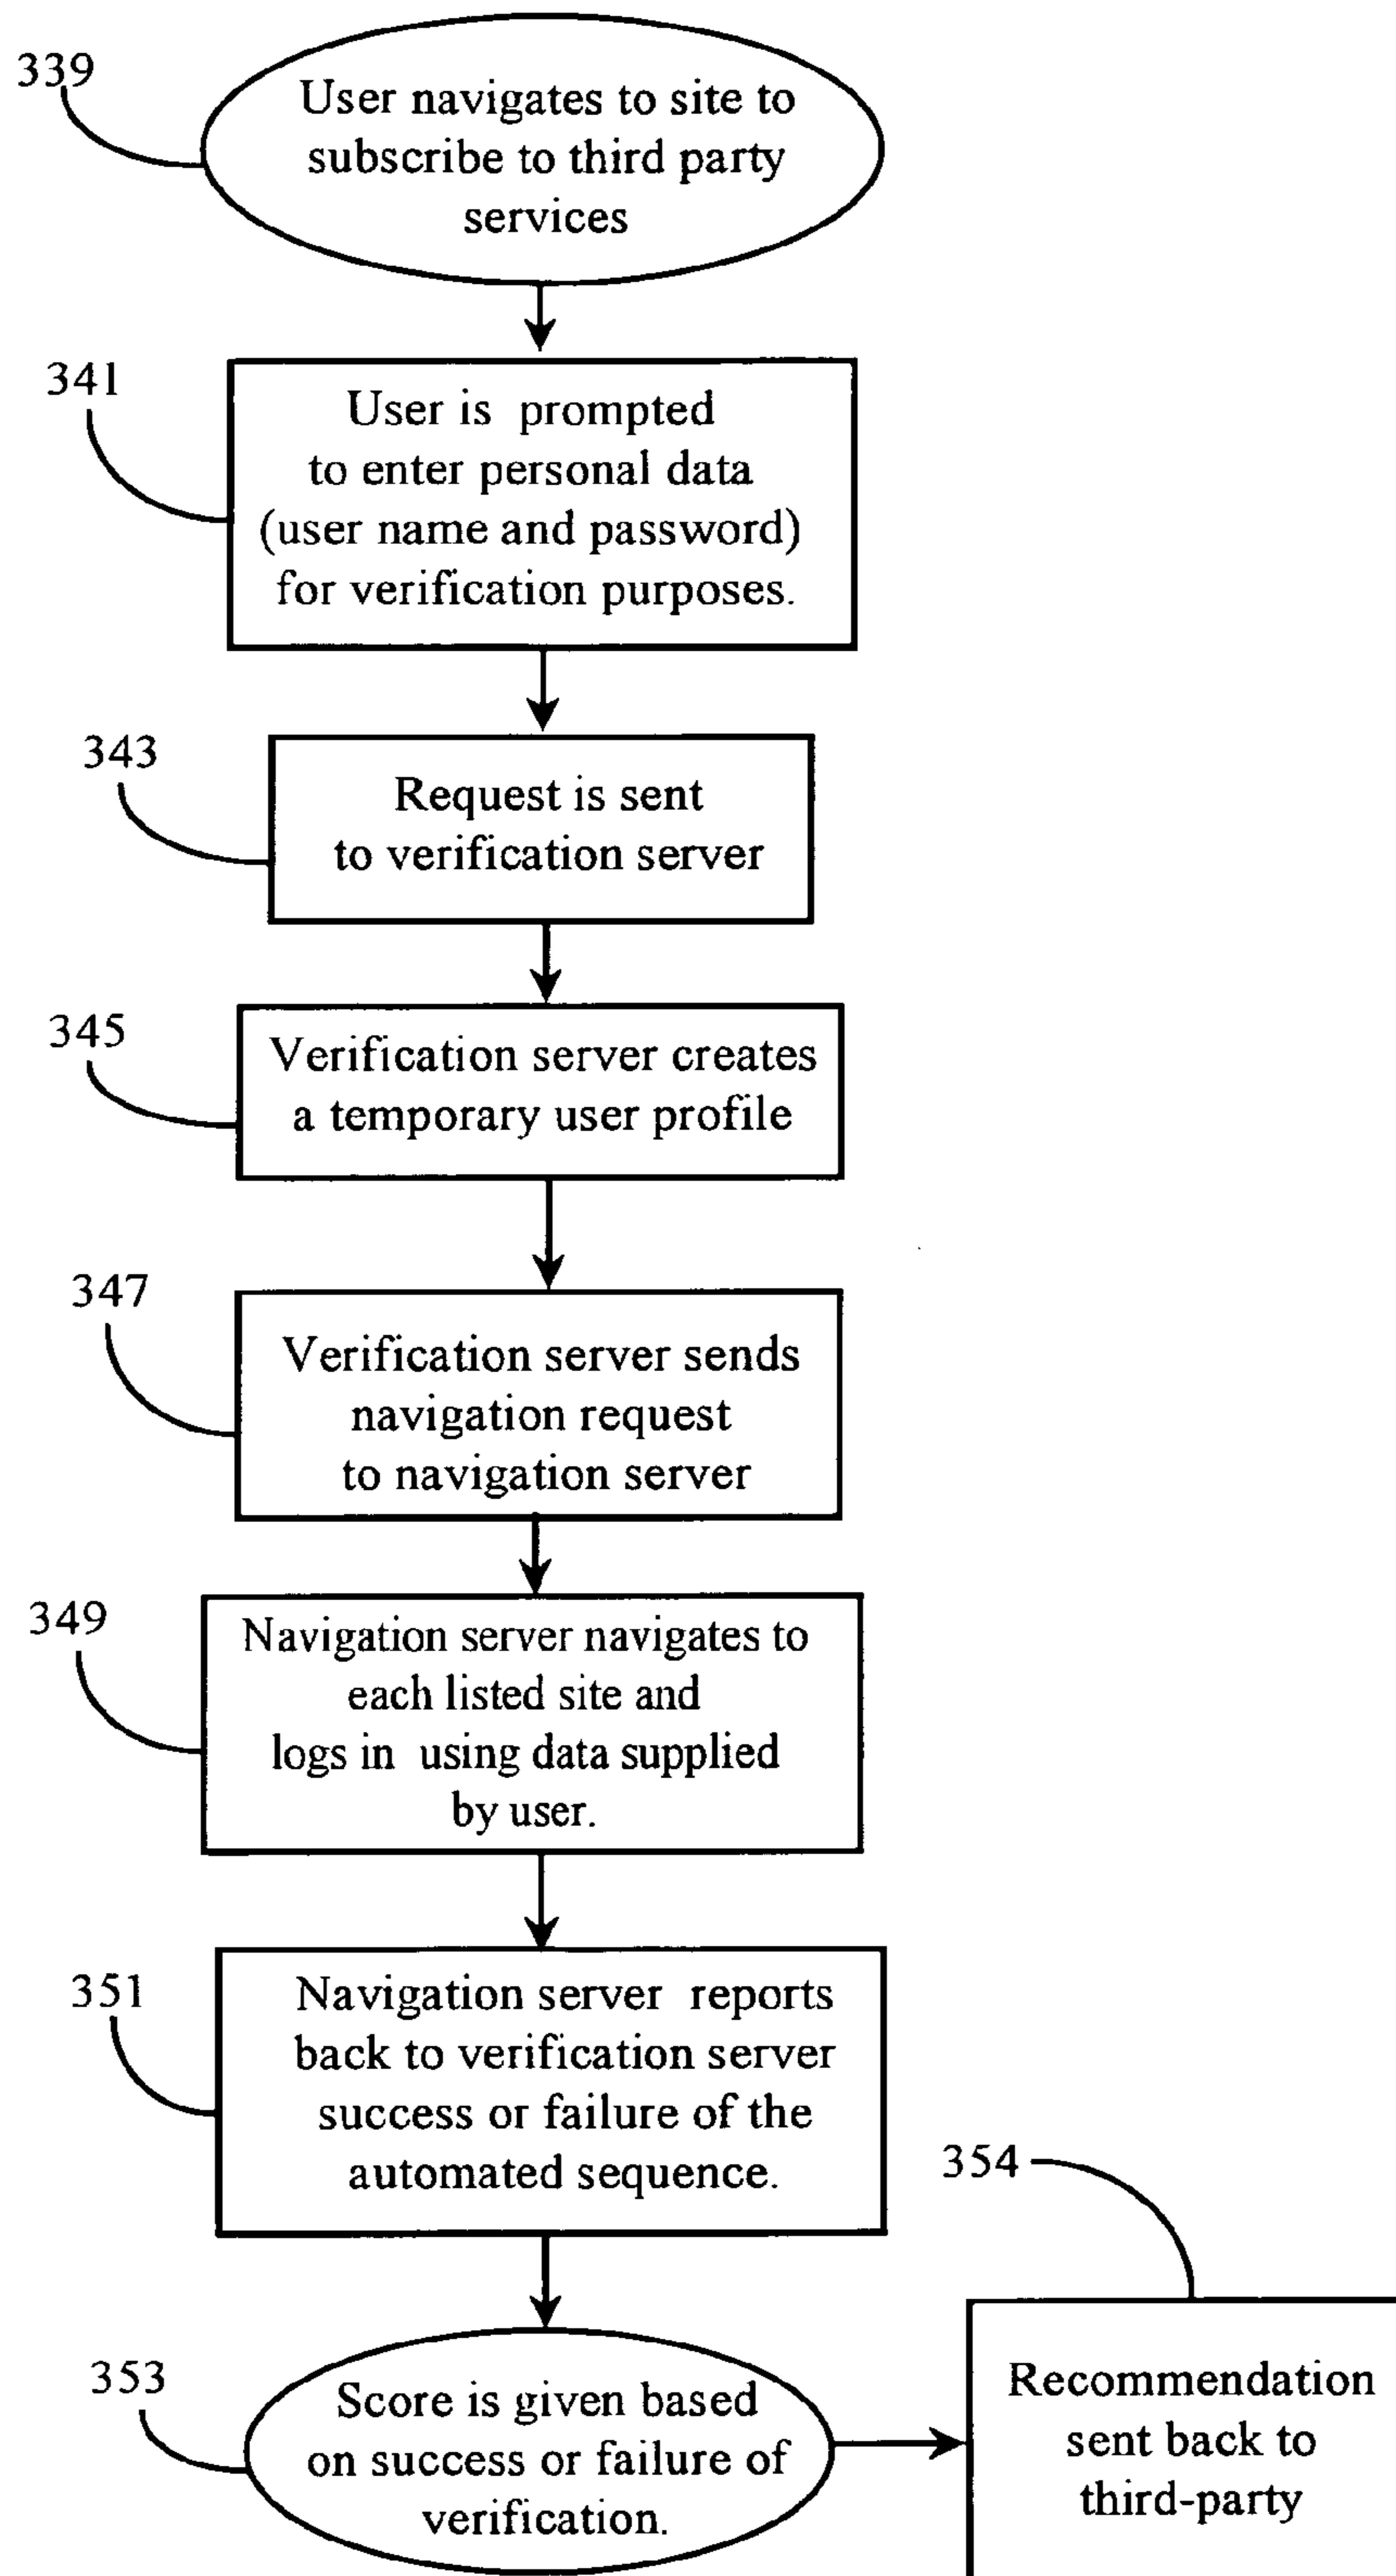 339
User navigates to site to
subscribe to third party
services
341
User is prompted
to enter personal data
(user name and password)
for verification purposes.
343
Request is sent
to verification server
345
Verification server creates
a temporary user profile
347
Verification server sends
navigation request
to navigation server
349
Navigation server navigates to
each listed site and
logs in using data supplied
by user.
351
Navigation server reports
back to verification server
success or failure of the
automated sequence.
353
Score is given based
on success or failure of
verification.
354
Recommendation
sent back to
third-party